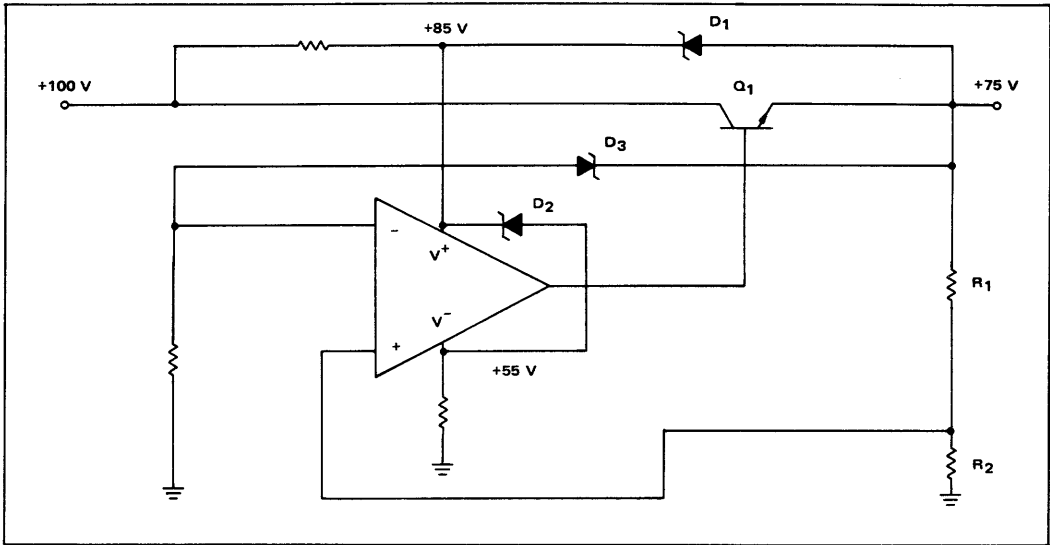 +85 V
D1
+100 V
Q1
+75 V
D3
D2
−
V+
R1
V−
+
+55 V
R2